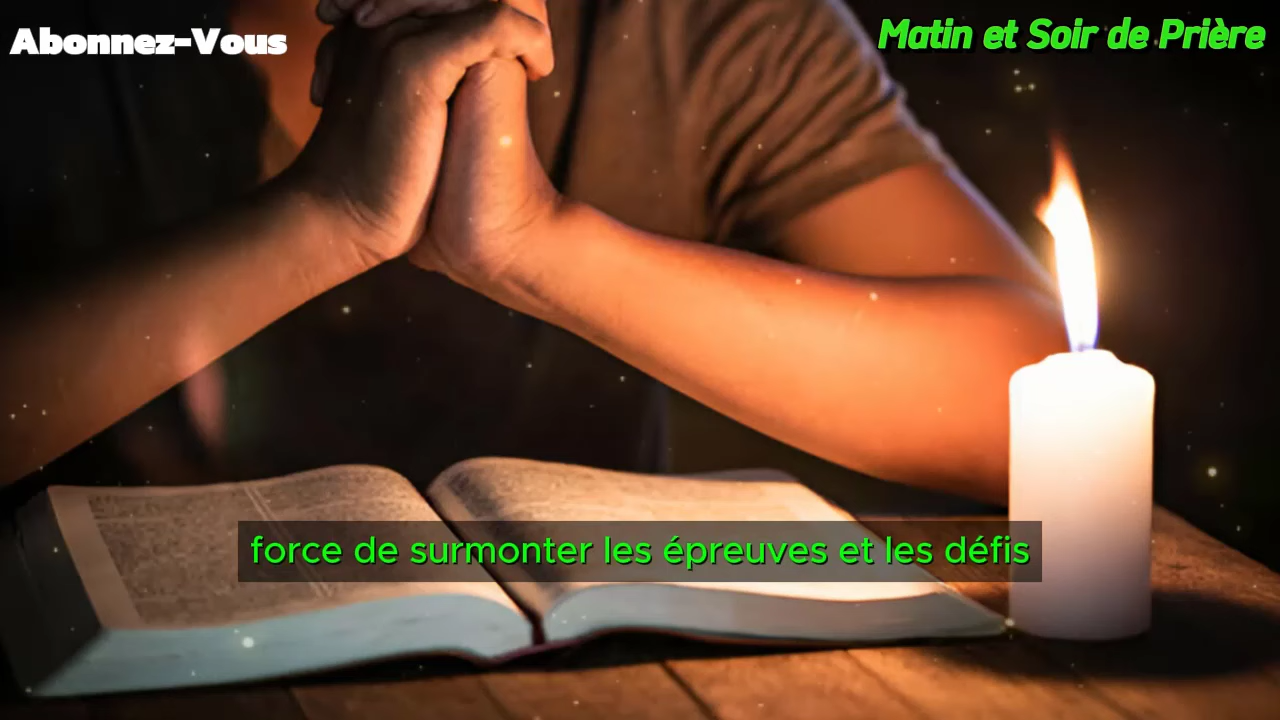 Abonnez-Vous
Matin et Soir de Prière
force de surmonter les épreuves et les défis